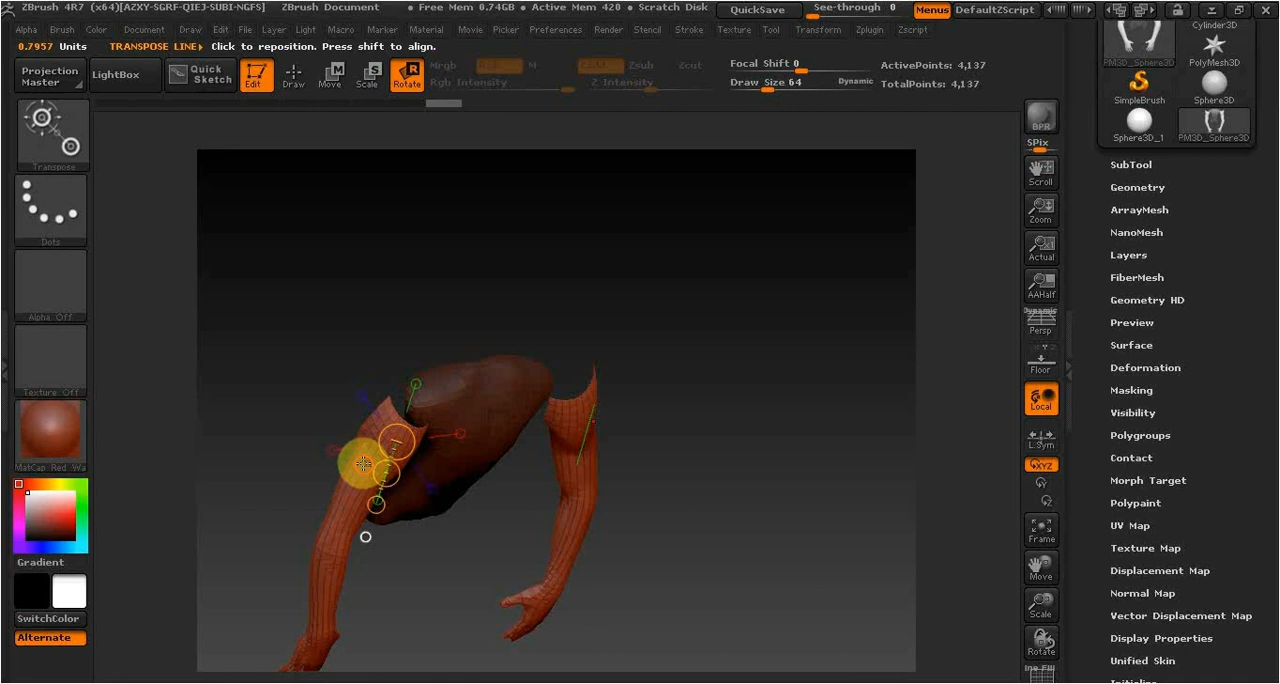 ZBrush 4R7 (x64)[AZXY-SGRF-QIEJ-SUBI-NGFS] ZBrush Document • Free Mem 0.74GB • Active Mem 420 • Scratch Disk QuickSave See-through 0 Menus DefaultZScript
Alpha Brush Color Document Draw Edit File Layer Light Macro Marker Material Movie Picker Preferences Render Stencil Stroke Texture Tool Transform Zplugin Zscript
0.7957 Units TRANSPOSE LINE› Click to reposition. Press shift to align.
Projection Master
LightBox
Quick Sketch
Edit
Draw
Move
Scale
Rotate
Mrgb
M
Rgb Intensity
Zsub
Zcut
Z Intensity
Focal Shift 0
Draw Size 64
Dynamic
ActivePoints: 4,137
TotalPoints: 4,137
Transpose
Dots
Alpha Off
Texture Off
MatCap Red Wa
Gradient
SwitchColor
Alternate
BPR
SPix
Scroll
Zoom
Actual
AAHalf
Dynamic
Persp
Floor
Local
L.Sym
XYZ
Frame
Move
Scale
Rotate
Line Fill
Cylinder3D
PM3D_Sphere3D
PolyMesh3D
SimpleBrush
Sphere3D
Sphere3D_1
PM3D_Sphere3D
SubTool
Geometry
ArrayMesh
NanoMesh
Layers
FiberMesh
Geometry HD
Preview
Surface
Deformation
Masking
Visibility
Polygroups
Contact
Morph Target
Polypaint
UV Map
Texture Map
Displacement Map
Normal Map
Vector Displacement Map
Display Properties
Unified Skin